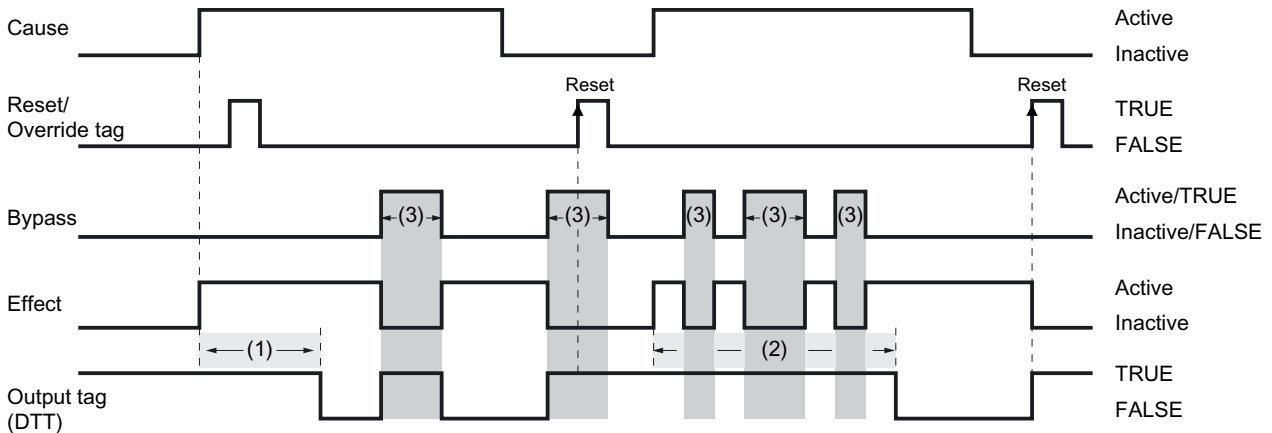 Cause
Active
Inactive
Reset/
Override tag
Reset
Reset
TRUE
FALSE
Bypass
(3)
(3)
(3)
(3)
(3)
Active/TRUE
Inactive/FALSE
Effect
Active
Inactive
(1)
(2)
Output tag
(DTT)
TRUE
FALSE